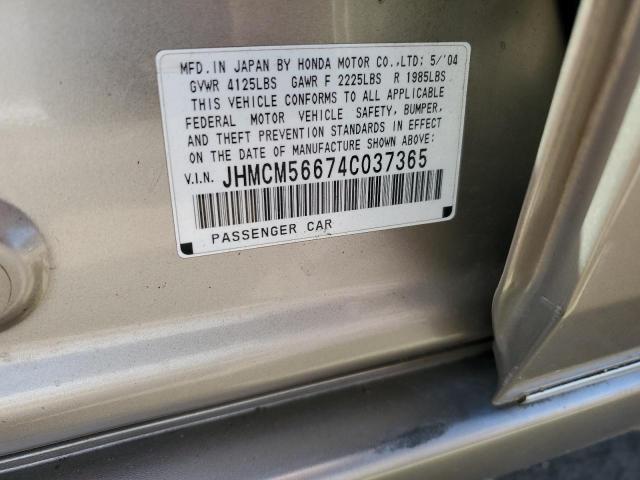 MFD. IN JAPAN BY HONDA MOTOR CO.,LTD; 5/'04
GVWR 4125LBS GAWR F 2225LBS R 1985LBS
THIS VEHICLE CONFORMS TO ALL APPLICABLE
FEDERAL MOTOR VEHICLE SAFETY, BUMPER,
AND THEFT PREVENTION STANDARDS IN EFFECT
ON THE DATE OF MANUFACTURE SHOWN ABOVE:
V.I.N. JHMCM56674C037365
PASSENGER CAR